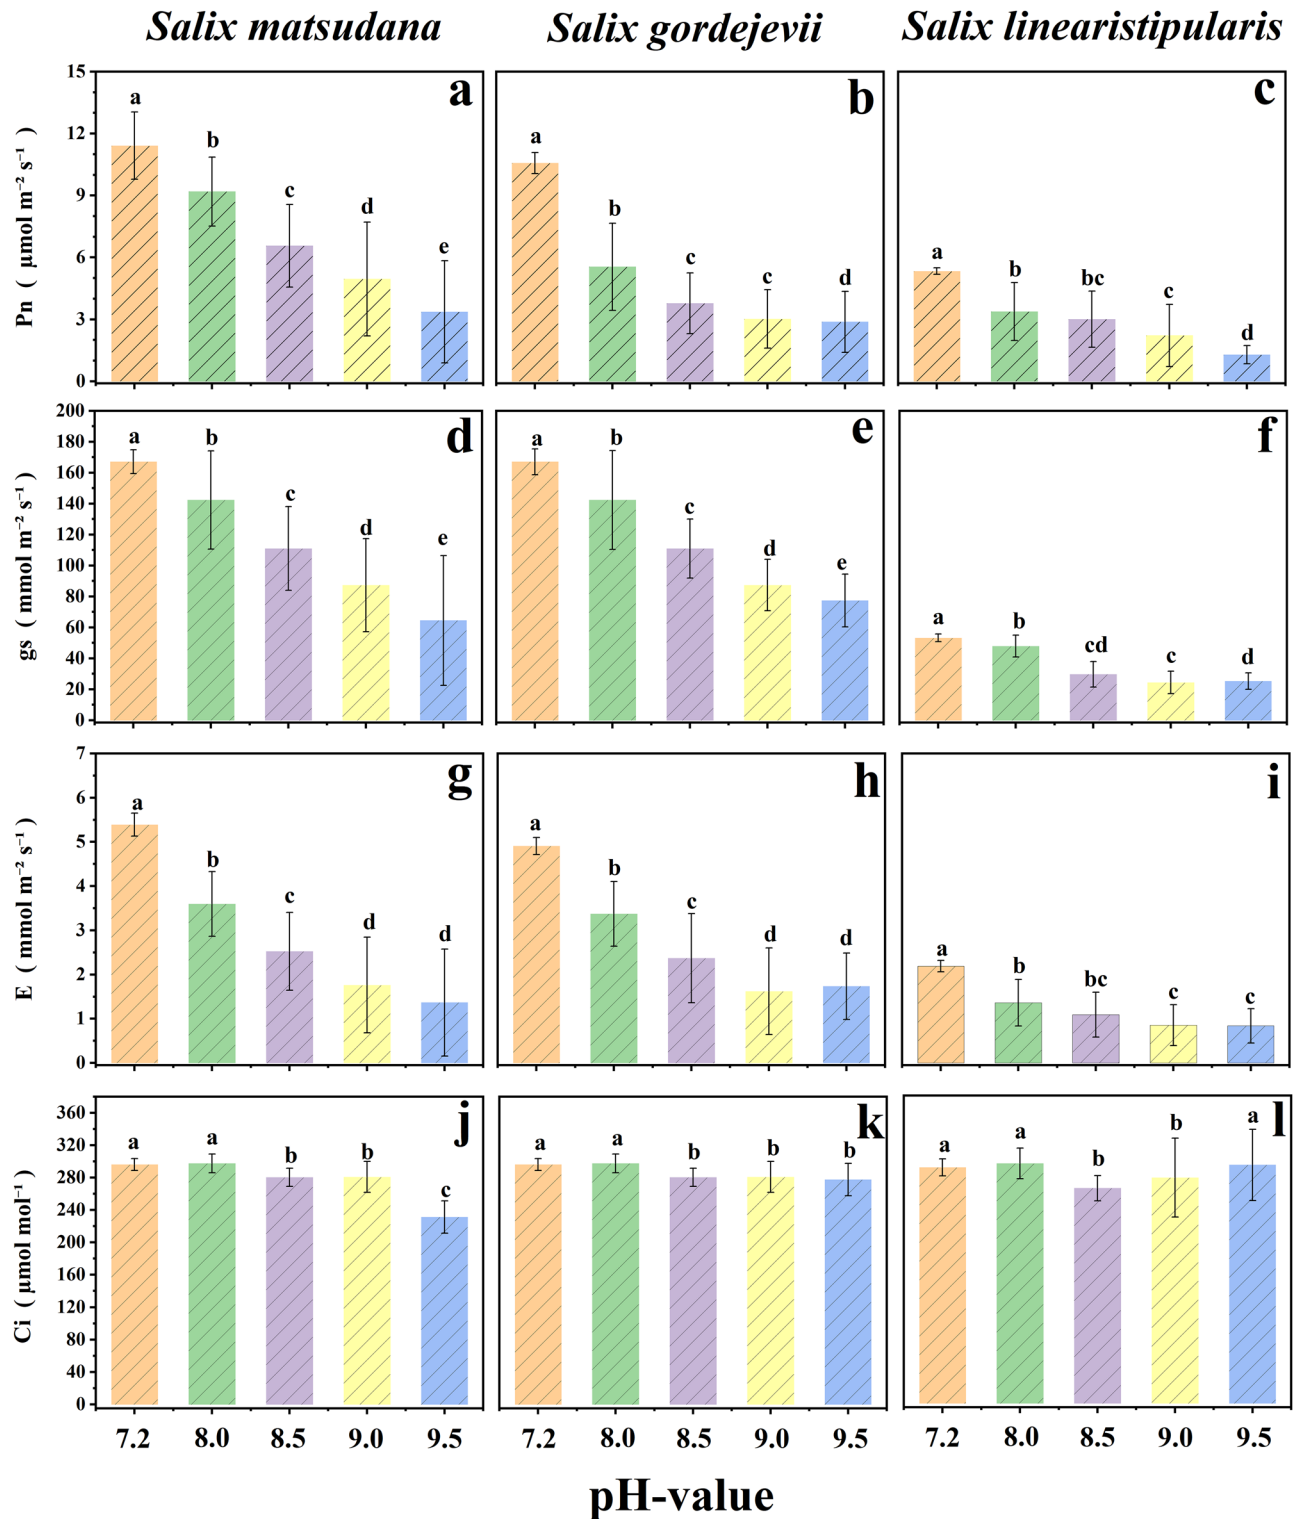 Salix matsudana Salix gordejevii Salix linearistipularis
Pn ( μmol m⁻² s⁻¹ )
15
12
9
6
3
0
a
a b c d e
b
a b c c d
c
a b bc c d
gs ( mmol m⁻² s⁻¹ )
200
180
160
140
120
100
80
60
40
20
0
d
a b c d e
e
a b c d e
f
a b cd c d
E ( mmol m⁻² s⁻¹ )
7
6
5
4
3
2
1
0
g
a b c d d
h
a b c d d
i
a b bc c c
Ci ( μmol mol⁻¹ )
360
320
280
240
200
160
120
80
40
0
j
a a b b c
k
a a b b b
l
a a b b a
7.2 8.0 8.5 9.0 9.5 7.2 8.0 8.5 9.0 9.5 7.2 8.0 8.5 9.0 9.5
pH-value